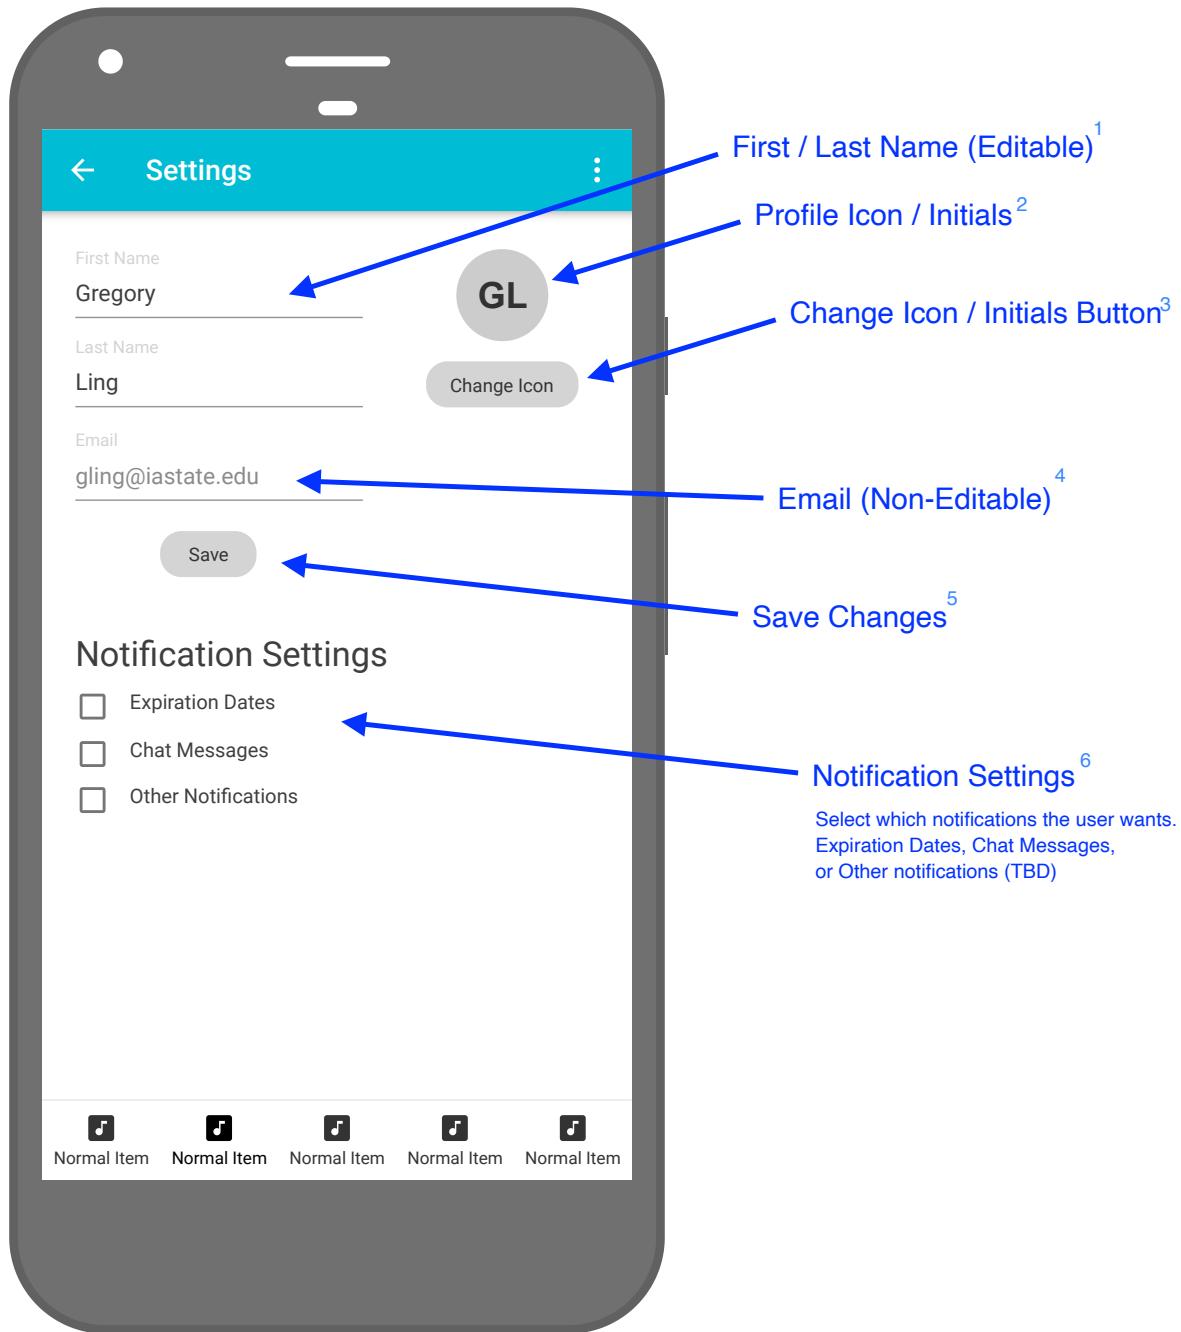 Settings
First Name
Gregory
Last Name
Ling
Email
gling@iastate.edu
GL
Change Icon
Save
Notification Settings
Expiration Dates
Chat Messages
Other Notifications
Normal Item
Normal Item
Normal Item
Normal Item
Normal Item
First / Last Name (Editable)1
Profile Icon / Initials2
Change Icon / Initials Button3
Email (Non-Editable)4
Save Changes5
Notification Settings6
Select which notifications the user wants.
Expiration Dates, Chat Messages,
or Other notifications (TBD)